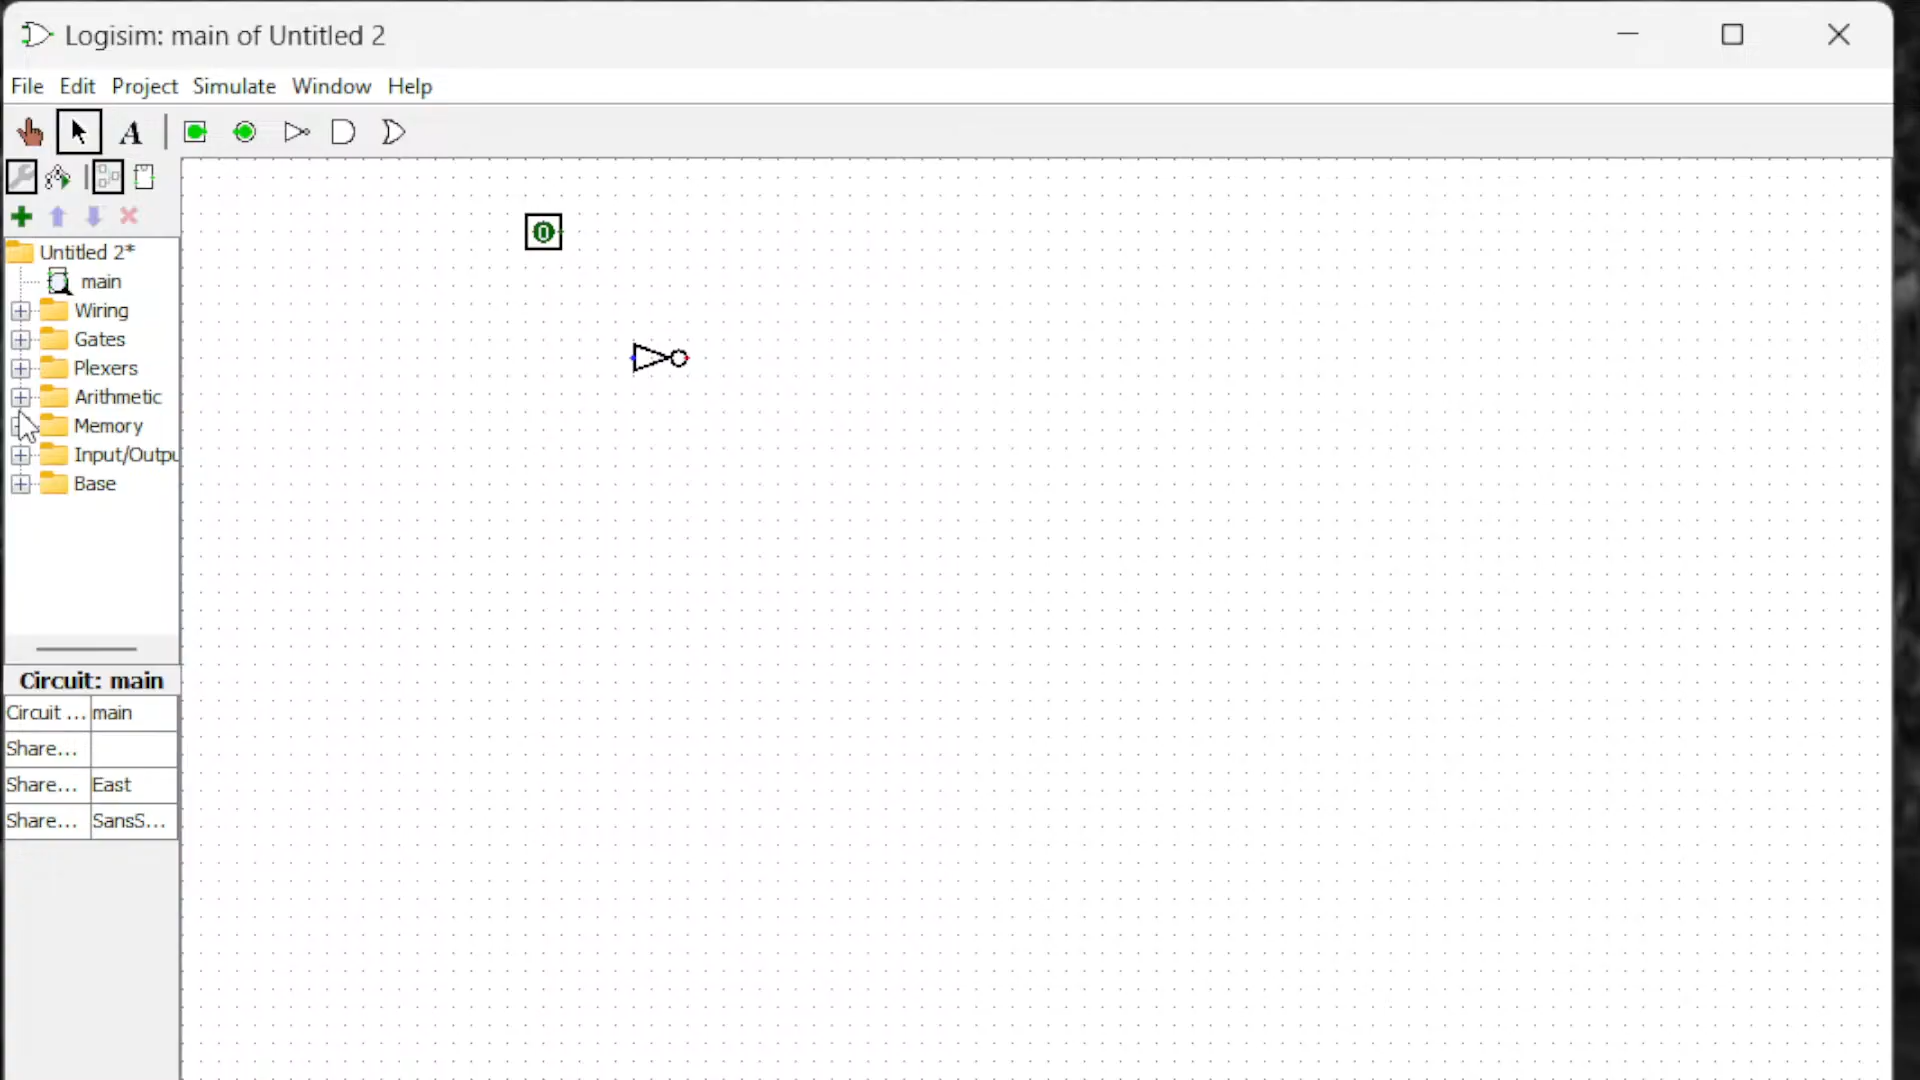 Logisim: main of Untitled 2
File Edit Project Simulate Window Help
A
Untitled 2*
main
Wiring
Gates
Plexers
Arithmetic
Memory
Input/Outpu
Base
Circuit: main
Circuit ... main
Share...
Share... East
Share... SansS...
0